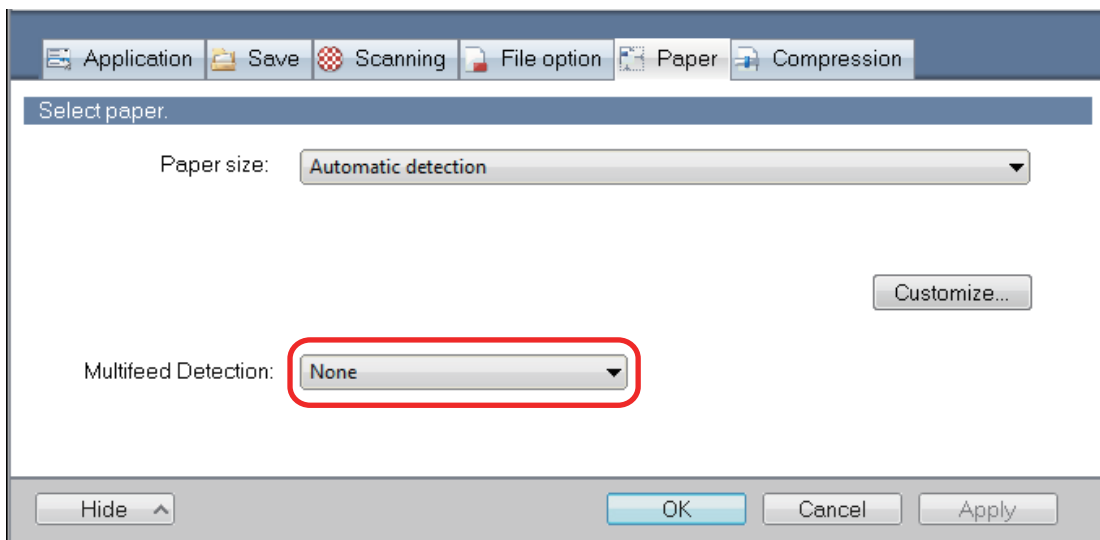 Application Save Scanning File option Paper Compression
Select paper.
Paper size: Automatic detection
Customize...
Multifeed Detection: None
Hide OK Cancel Apply